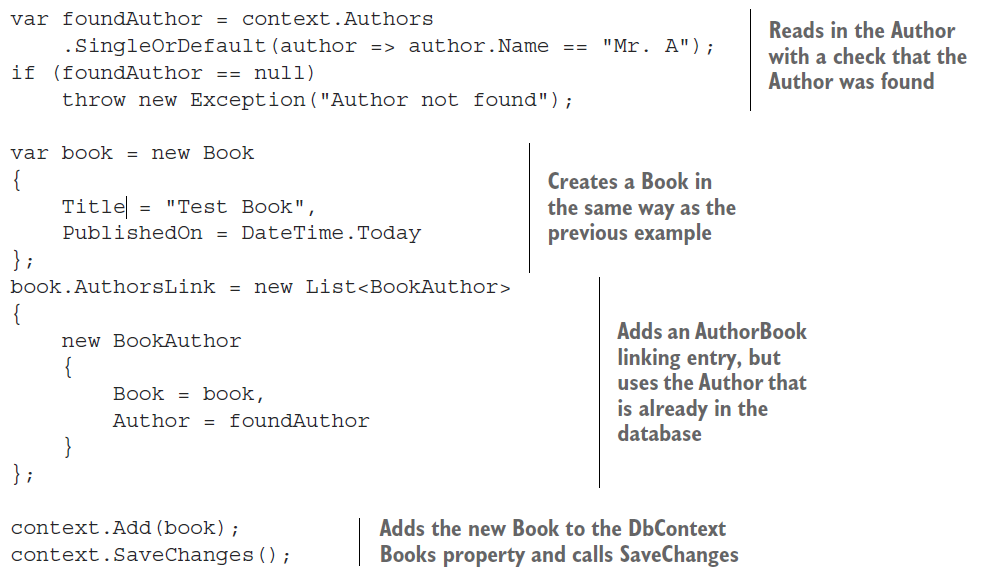 var foundAuthor = context.Authors
    .SingleOrDefault(author => author.Name == "Mr. A");
if (foundAuthor == null)
    throw new Exception("Author not found");
Reads in the Author
with a check that the
Author was found
var book = new Book
{
    Title = "Test Book",
    PublishedOn = DateTime.Today
};
Creates a Book in
the same way as the
previous example
book.AuthorsLink = new List<BookAuthor>
{
    new BookAuthor
    {
        Book = book,
        Author = foundAuthor
    }
};
Adds an AuthorBook
linking entry, but
uses the Author that
is already in the
database
context.Add(book);
context.SaveChanges();
Adds the new Book to the DbContext
Books property and calls SaveChanges